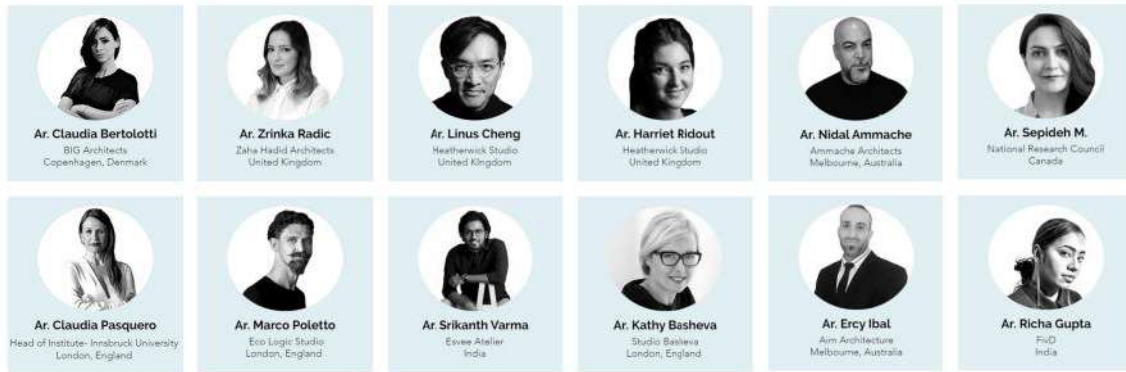 Ar. Claudia Bertolotti
BIG Architects
Copenhagen, Denmark
Ar. Zrinka Radic
Zaha Hadid Architects
United Kingdom
Ar. Linus Cheng
Heatherwick Studio
United Kingdom
Ar. Harriet Ridout
Heatherwick Studio
United Kingdom
Ar. Nidal Ammache
Ammache Architects
Melbourne, Australia
Ar. Sepideh M.
National Research Council
Canada
Ar. Claudia Pasquero
Head of Institute- Innsbruck University
London, England
Ar. Marco Poletto
Eco Logic Studio
London, England
Ar. Srikanth Varma
Esvee Atelier
India
Ar. Kathy Basheva
Studio Basheva
London, England
Ar. Ercy Ibal
Aim Architecture
Melbourne, Australia
Ar. Richa Gupta
FivD
India